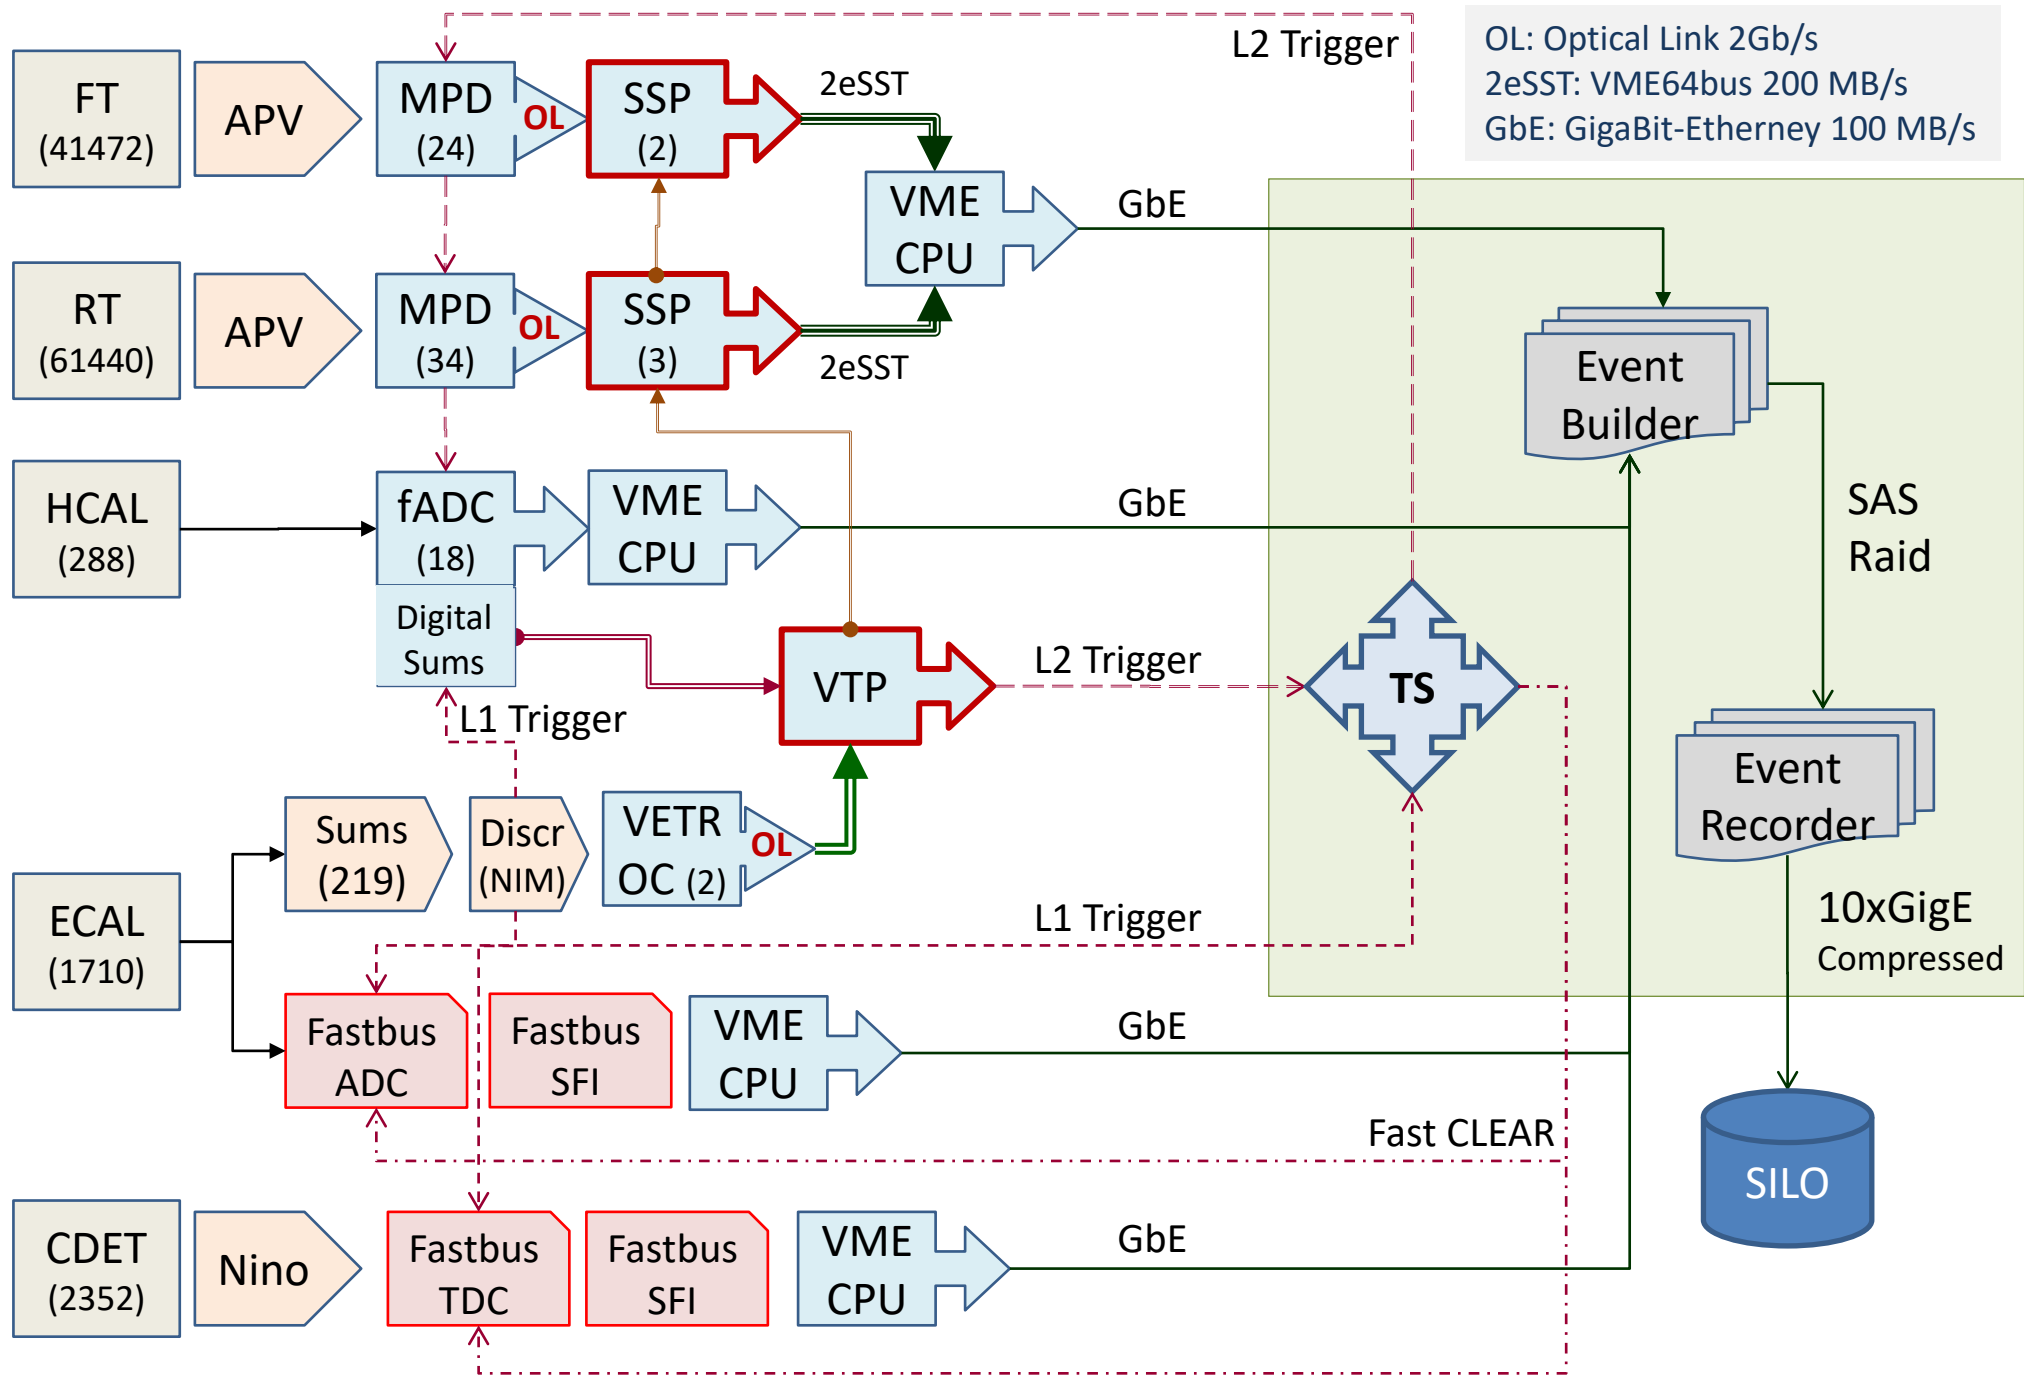 L2 Trigger
OL: Optical Link 2Gb/s
2eSST: VME64bus 200 MB/s
GbE: GigaBit-Etherney 100 MB/s
FT
(41472)
APV
MPD
(24)
OL
SSP
(2)
2eSST
VME
CPU
GbE
RT
(61440)
APV
MPD
(34)
OL
SSP
(3)
2eSST
Event
Builder
HCAL
(288)
fADC
(18)
VME
CPU
GbE
SAS
Raid
Digital
Sums
VTP
L2 Trigger
TS
L1 Trigger
Event
Recorder
ECAL
(1710)
Sums
(219)
Discr
(NIM)
VETR
OC (2)
OL
L1 Trigger
10xGigE
Compressed
Fastbus
ADC
Fastbus
SFI
VME
CPU
GbE
Fast CLEAR
SILO
CDET
(2352)
Nino
Fastbus
TDC
Fastbus
SFI
VME
CPU
GbE